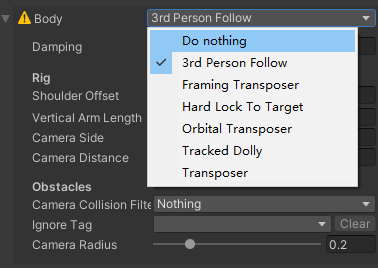 Body
3rd Person Follow
Do nothing
Damping
3rd Person Follow
Framing Transposer
Rig
Hard Lock To Target
Shoulder Offset
Orbital Transposer
Vertical Arm Length
Tracked Dolly
Camera Side
Transposer
Camera Distance
Obstacles
Camera Collision Filte
Nothing
Ignore Tag
Clear
Camera Radius
0.2